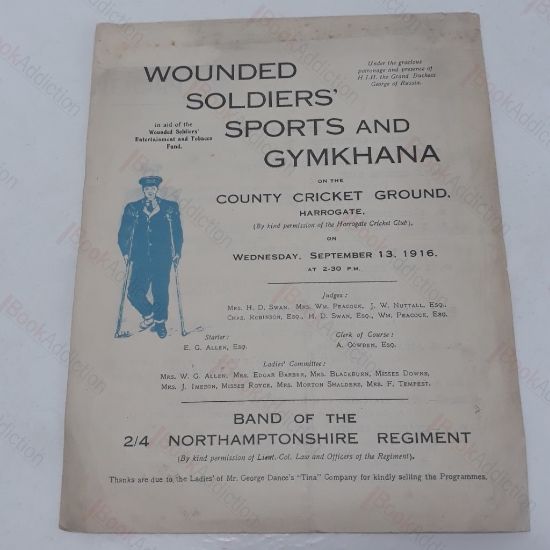 WOUNDED
SOLDIERS'
SPORTS AND
GYMKHANA
Under the gracious
patronage and presence of
H.I.H. the Grand Duchess
George of Russia.
in aid of the
Wounded Soldiers'
Entertainment and Tobacco
Fund.
ON THE
COUNTY CRICKET GROUND,
HARROGATE,
(By kind permission of the Harrogate Cricket Club),
ON
WEDNESDAY, SEPTEMBER 13, 1916,
AT 2-30 P.M.
Judges:
MRS. H. D. SWAN, MRS. WM. PEACOCK, J. W. NUTTALL, ESQ.,
CHAS. ROBINSON, ESQ., H. D. SWAN, ESQ., WM. PEACOCK, ESQ.
Starter:
E. G. ALLEN, ESQ.
Clerk of Course:
A. COWDEN, ESQ.
Ladies' Committee:
MRS. W. G. ALLEN, MRS. EDGAR BARBER, MRS. BLACKBURN, MISSES DOWNS,
MRS. J. IMESON, MISSES ROYCE, MRS. MORTON SHALDERS, MRS. F. TEMPEST.
BAND OF THE
2/4 NORTHAMPTONSHIRE REGIMENT
(By kind permission of Lieut.-Col. Law and Officers of the Regiment).
Thanks are due to the Ladies' of Mr. George Dance's "Tina" Company for kindly selling the Programmes.
BookAddiction